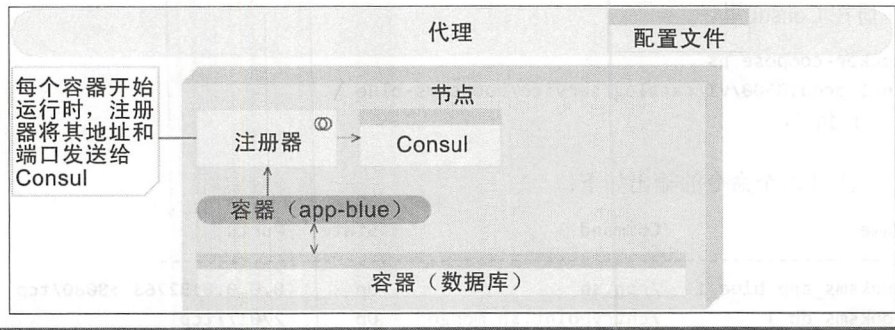 代理
配置文件
每个容器开始
运行时，注册
器将其地址和
端口发送给
Consul
节点
注册器
Consul
容器（app-blue）
容器（数据库）